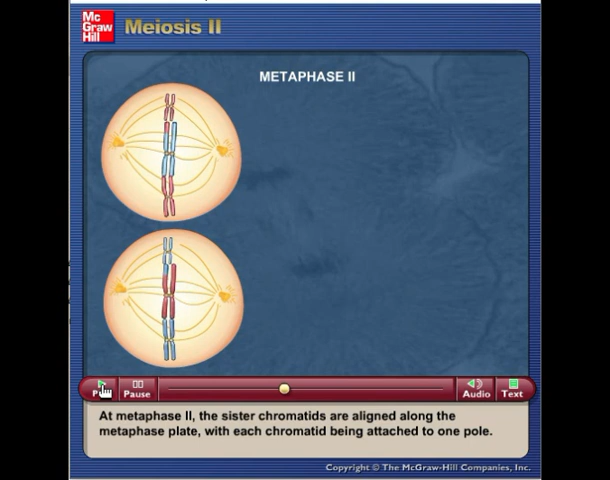 Mc
Graw
Hill
Meiosis II
METAPHASE II
Pause
Audio
Text
At metaphase II, the sister chromatids are aligned along the
metaphase plate, with each chromatid being attached to one pole.
Copyright © The McGraw-Hill Companies, Inc.